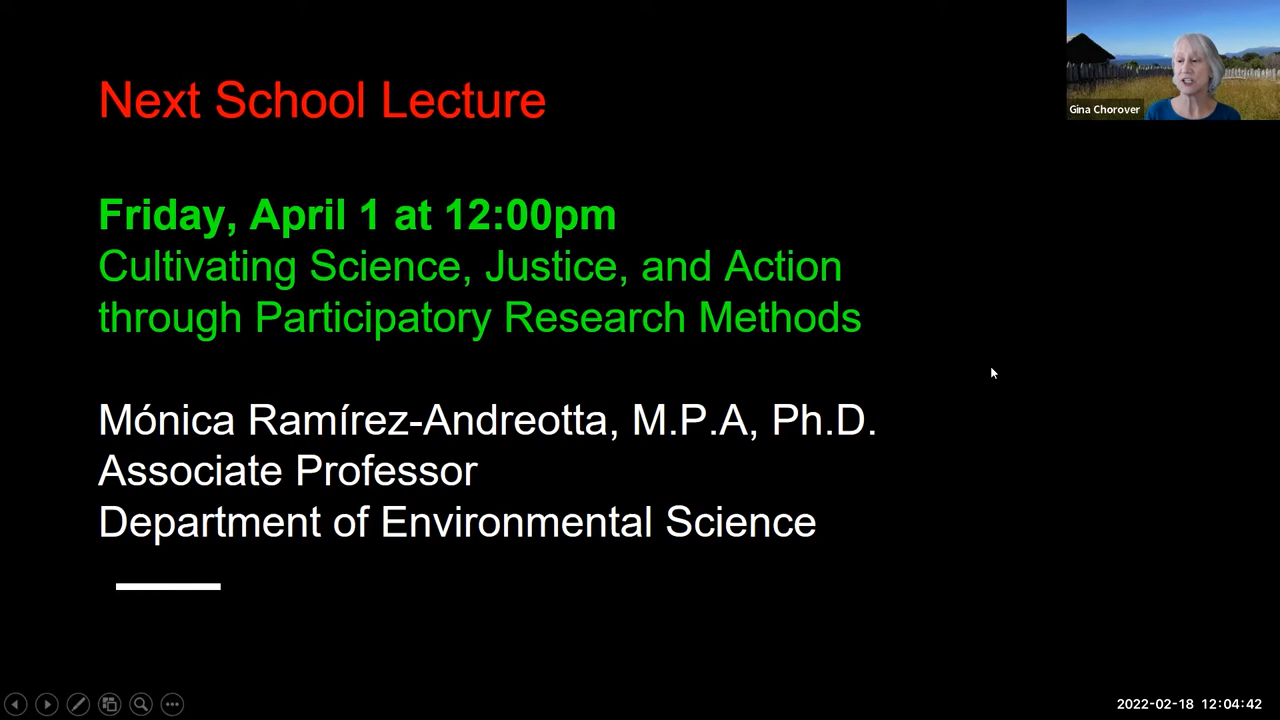 Next School Lecture
Gina Chorover
Friday, April 1 at 12:00pm
Cultivating Science, Justice, and Action
through Participatory Research Methods
Mónica Ramírez-Andreotta, M.P.A, Ph.D.
Associate Professor
Department of Environmental Science
2022-02-18 12:04:42